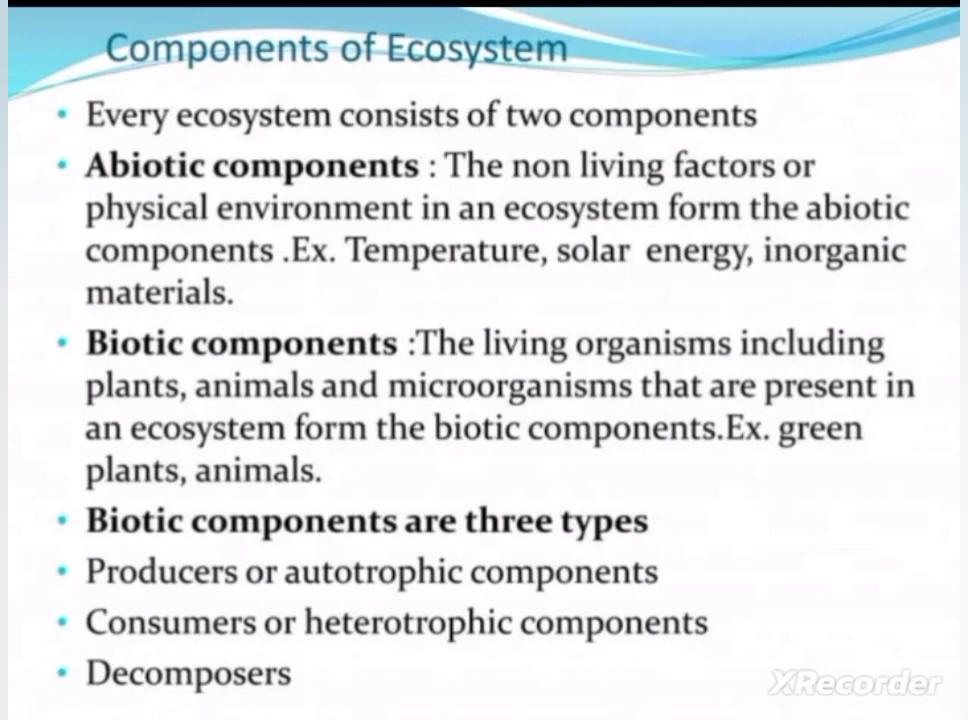 Components of Ecosystem
• Every ecosystem consists of two components
• Abiotic components : The non living factors or
physical environment in an ecosystem form the abiotic
components .Ex. Temperature, solar energy, inorganic
materials.
• Biotic components :The living organisms including
plants, animals and microorganisms that are present in
an ecosystem form the biotic components.Ex. green
plants, animals.
• Biotic components are three types
• Producers or autotrophic components
• Consumers or heterotrophic components
• Decomposers
XRecorder